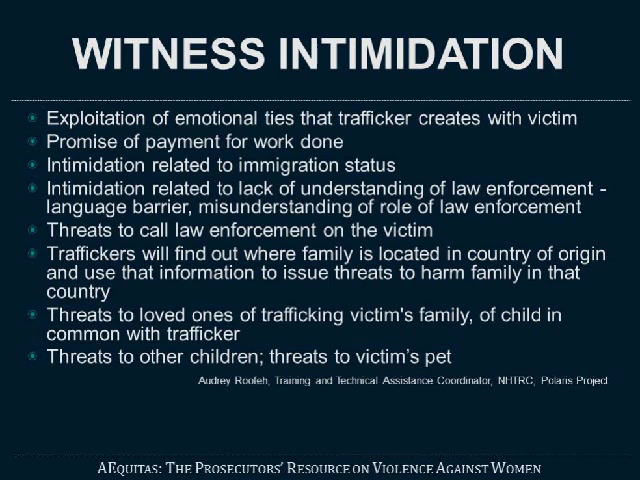 WITNESS INTIMIDATION
Exploitation of emotional ties that trafficker creates with victim
Promise of payment for work done
Intimidation related to immigration status
Intimidation related to lack of understanding of law enforcement -
language barrier, misunderstanding of role of law enforcement
Threats to call law enforcement on the victim
Traffickers will find out where family is located in country of origin
and use that information to issue threats to harm family in that
country
Threats to loved ones of trafficking victim's family, of child in
common with trafficker
Threats to other children; threats to victim's pet
Audrey Roofeh, Training and Technical Assistance Coordinator, NHTRC, Polaris Project
AEQUITAS: THE PROSECUTORS' RESOURCE ON VIOLENCE AGAINST WOMEN